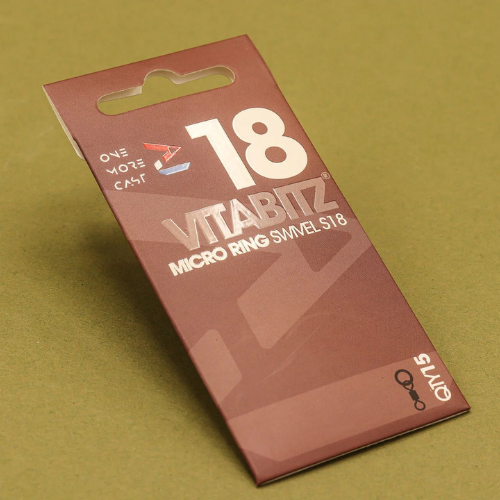 ONE
MORE
CAST
18
VITABITZ®
MICRO RING SWIVEL S18
QTY15